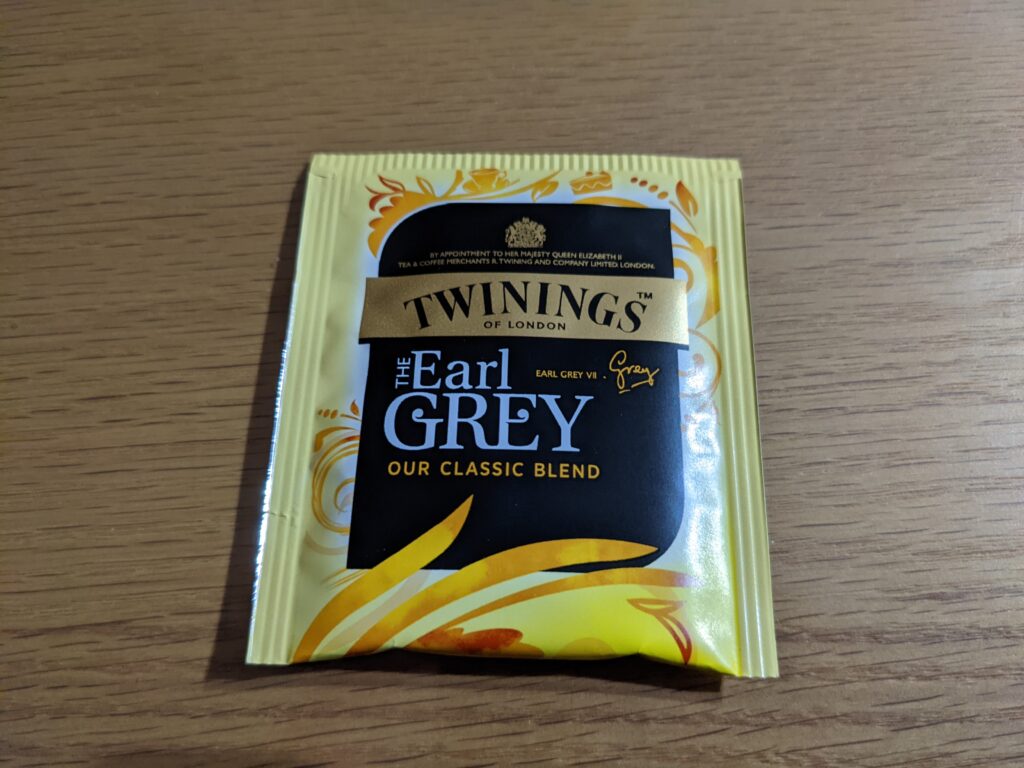 BY APPOINTMENT TO HER MAJESTY QUEEN ELIZABETH II
TEA & COFFEE MERCHANTS R. TWINING AND COMPANY LIMITED LONDON.
TWININGS™
OF LONDON
THE Earl
GREY
EARL GREY VII . Grey
OUR CLASSIC BLEND